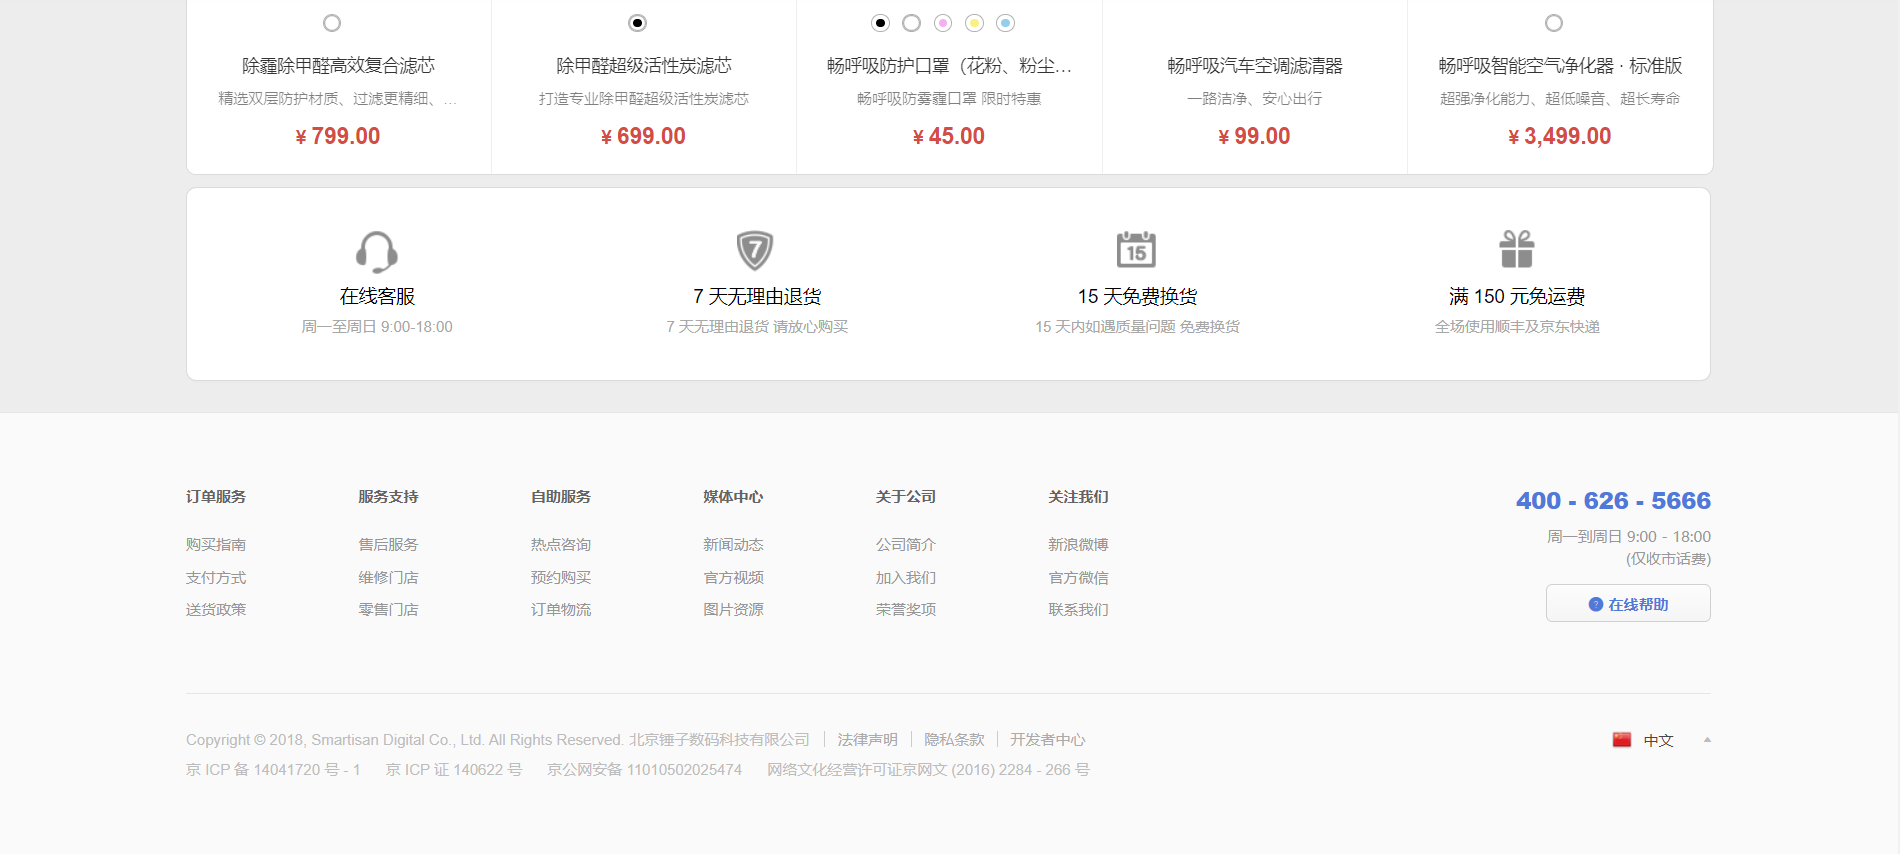 除霾除甲醛高效复合滤芯
精选双层防护材质、过滤更精细、…
¥ 799.00
除甲醛超级活性炭滤芯
打造专业除甲醛超级活性炭滤芯
¥ 699.00
畅呼吸防护口罩（花粉、粉尘…
畅呼吸防雾霾口罩 限时特惠
¥ 45.00
畅呼吸汽车空调滤清器
一路洁净、安心出行
¥ 99.00
畅呼吸智能空气净化器 · 标准版
超强净化能力、超低噪音、超长寿命
¥ 3,499.00
在线客服
周一至周日 9:00-18:00
7
7 天无理由退货
7 天无理由退货 请放心购买
15
15 天免费换货
15 天内如遇质量问题 免费换货
满 150 元免运费
全场使用顺丰及京东快递
订单服务
购买指南
支付方式
送货政策
服务支持
售后服务
维修门店
零售门店
自助服务
热点咨询
预约购买
订单物流
媒体中心
新闻动态
官方视频
图片资源
关于公司
公司简介
加入我们
荣誉奖项
关注我们
新浪微博
官方微信
联系我们
400 - 626 - 5666
周一到周日 9:00 - 18:00
(仅收市话费)
? 在线帮助
Copyright © 2018, Smartisan Digital Co., Ltd. All Rights Reserved. 北京锤子数码科技有限公司 法律声明 隐私条款 开发者中心
京 ICP 备 14041720 号 - 1 京 ICP 证 140622 号 京公网安备 11010502025474 网络文化经营许可证京网文 (2016) 2284 - 266 号
中文